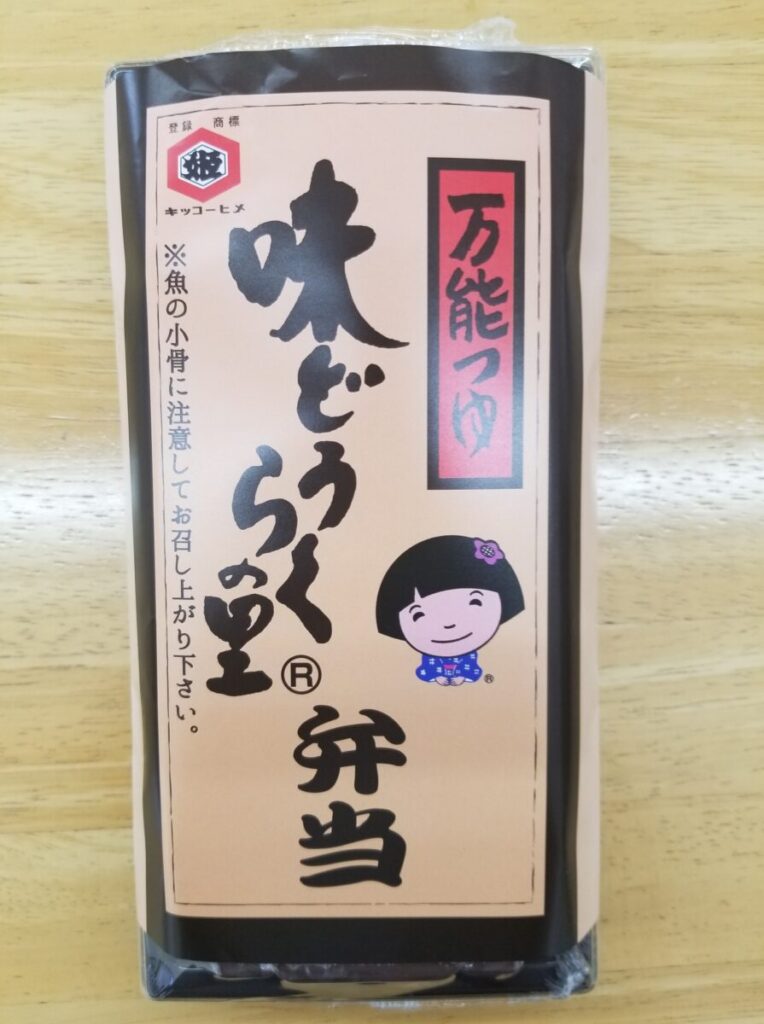 万能つゆ
味どうらくの里®
弁当
登録 商標
姫
キッコーヒメ
※魚の小骨に注意してお召し上がり下さい。
®